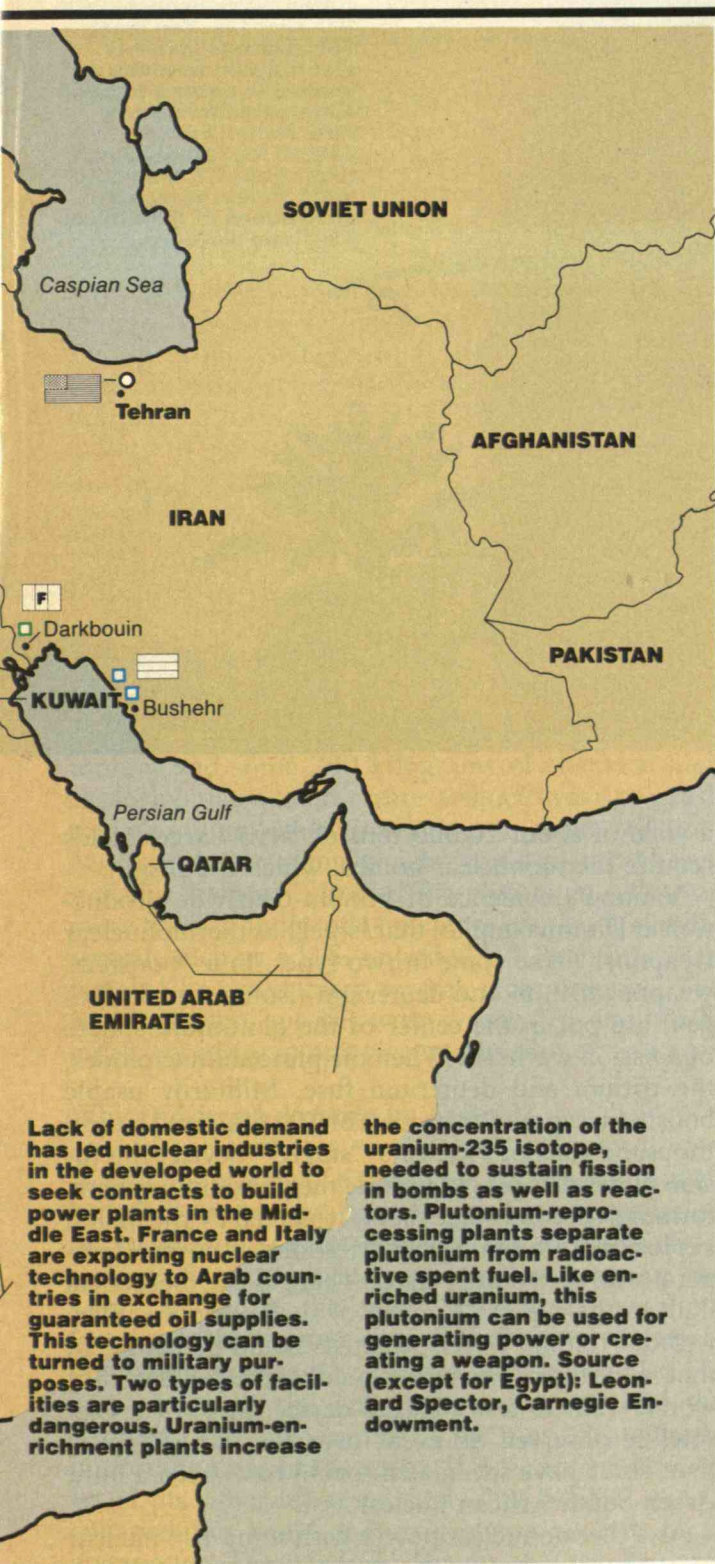 SOVIET UNION
Caspian Sea
Tehran
AFGHANISTAN
IRAN
F
Darkbouin
PAKISTAN
KUWAIT
Bushehr
Persian Gulf
QATAR
UNITED ARAB
EMIRATES
Lack of domestic demand
has led nuclear industries
in the developed world to
seek contracts to build
power plants in the Mid-
dle East. France and Italy
are exporting nuclear
technology to Arab coun-
tries in exchange for
guaranteed oil supplies.
This technology can be
turned to military pur-
poses. Two types of facil-
ities are particularly
dangerous. Uranium-en-
richment plants increase
the concentration of the
uranium-235 isotope,
needed to sustain fission
in bombs as well as reac-
tors. Plutonium-repro-
cessing plants separate
plutonium from radioac-
tive spent fuel. Like en-
riched uranium, this
plutonium can be used for
generating power or cre-
ating a weapon. Source
(except for Egypt): Leon-
ard Spector, Carnegie En-
dowment.